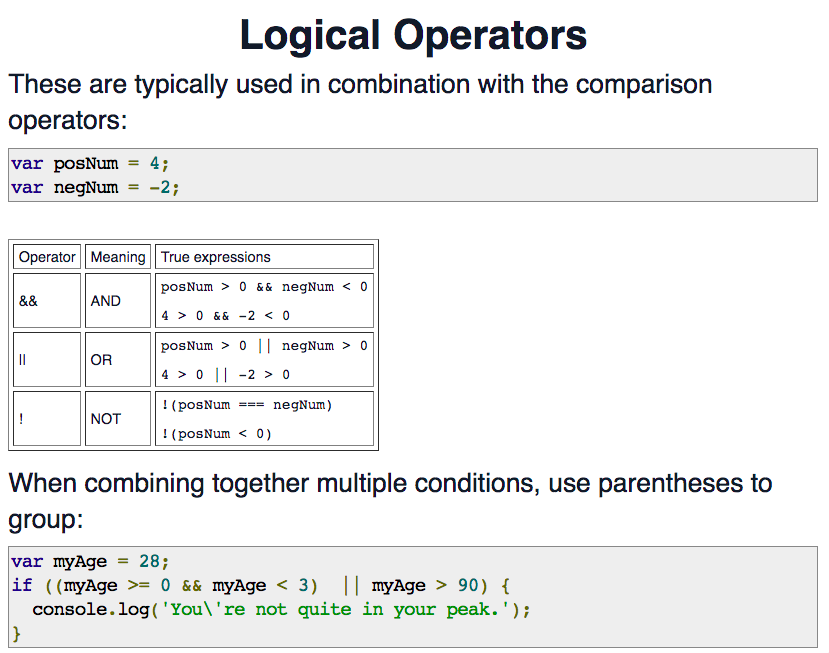 Logical Operators
These are typically used in combination with the comparison
operators:
var posNum = 4;
var negNum = -2;
Operator Meaning True expressions
&& AND posNum > 0 && negNum < 0
4 > 0 && -2 < 0
|| OR posNum > 0 || negNum > 0
4 > 0 || -2 > 0
! NOT !(posNum === negNum)
!(posNum < 0)
When combining together multiple conditions, use parentheses to
group:
var myAge = 28;
if ((myAge >= 0 && myAge < 3)  || myAge > 90) {
  console.log('You\'re not quite in your peak.');
}